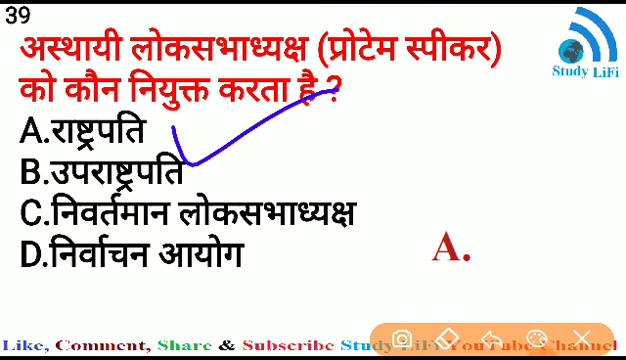 39
अस्थायी लोकसभाध्यक्ष (प्रोटेम स्पीकर)
को कौन नियुक्त करता है ?
A.राष्ट्रपति
B.उपराष्ट्रपति
C.निवर्तमान लोकसभाध्यक्ष
D.निर्वाचन आयोग
A.
Study LiFi
Like, Comment, Share & Subscribe Study LiFi YouTube Channel